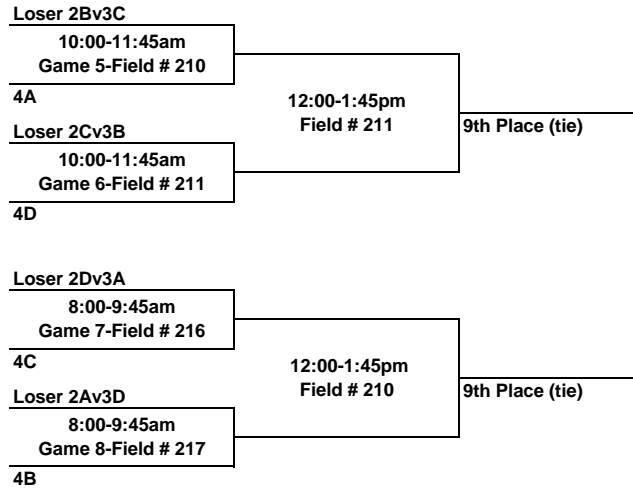 Loser 2Bv3C
10:00-11:45am
Game 5-Field # 210
4A
12:00-1:45pm
Field # 211
9th Place (tie)
Loser 2Cv3B
10:00-11:45am
Game 6-Field # 211
4D
Loser 2Dv3A
8:00-9:45am
Game 7-Field # 216
4C
12:00-1:45pm
Field # 210
9th Place (tie)
Loser 2Av3D
8:00-9:45am
Game 8-Field # 217
4B